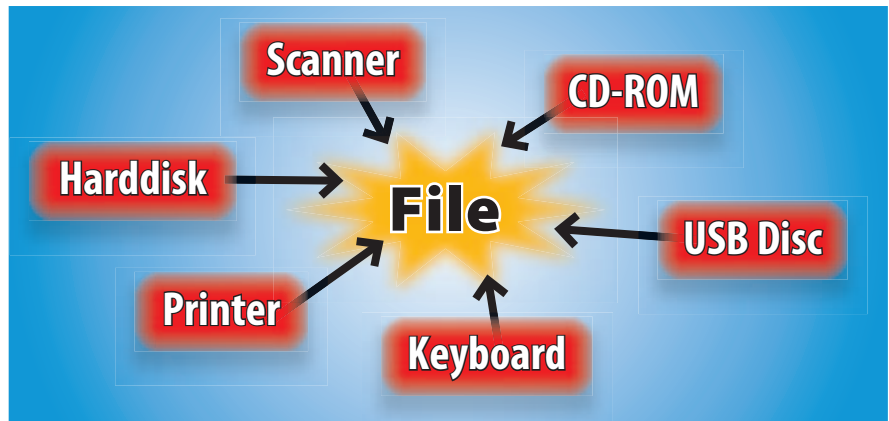 Scanner
CD-ROM
Harddisk
File
USB Disc
Printer
Keyboard